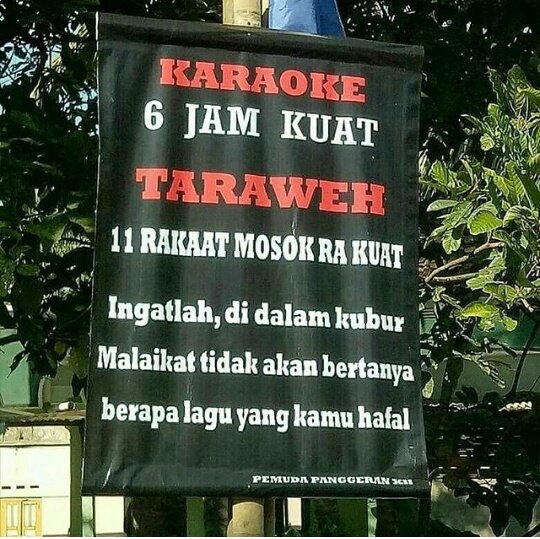 KARAOKE
6 JAM KUAT
TARAWEH
11 RAKAAT MOSOK RA KUAT
Ingatlah, di dalam kubur
Malaikat tidak akan bertanya
berapa lagu yang kamu hafal
PEMUDA PANGGERAN XII